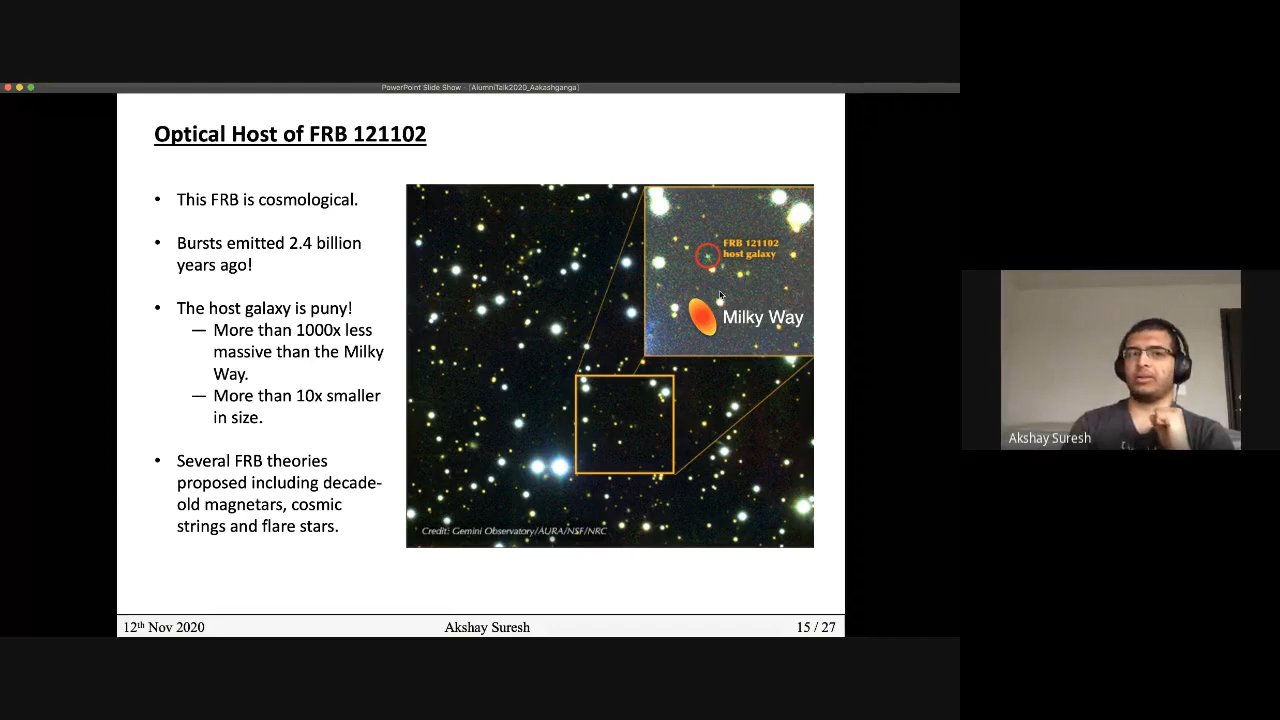 PowerPoint Slide Show - [AlumniTalk2020_Aakashganga]
Optical Host of FRB 121102
• This FRB is cosmological.
• Bursts emitted 2.4 billion
years ago!
• The host galaxy is puny!
— More than 1000x less
massive than the Milky
Way.
— More than 10x smaller
in size.
• Several FRB theories
proposed including decade-
old magnetars, cosmic
strings and flare stars.
FRB 121102
host galaxy
Milky Way
Credit: Gemini Observatory/AURA/NSF/NRC
12th Nov 2020
Akshay Suresh
15 / 27
Akshay Suresh